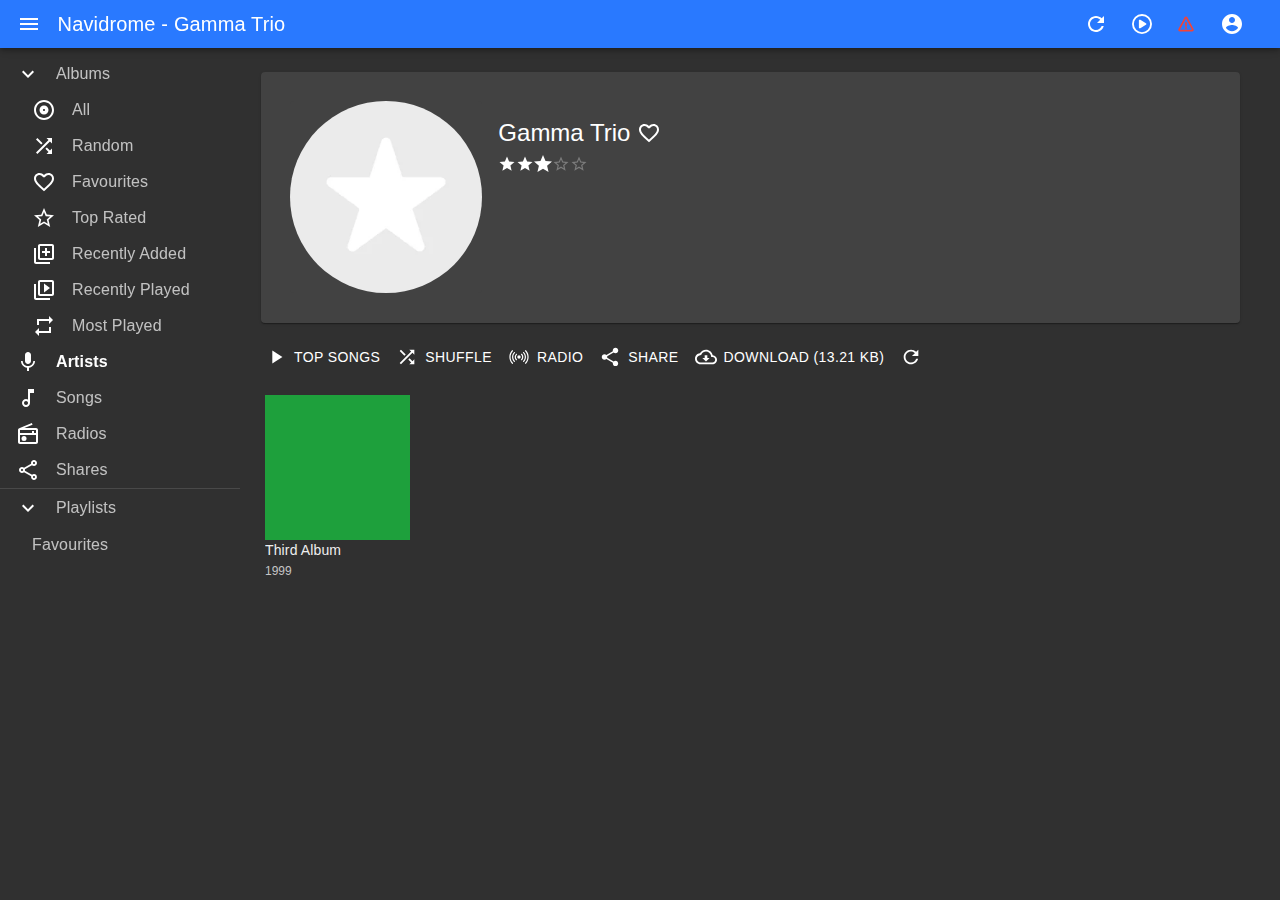 Navidrome - Gamma Trio
Albums
All
Random
Favourites
Top Rated
Recently Added
Recently Played
Most Played
Artists
Songs
Radios
Shares
Playlists
Favourites
Gamma Trio
TOP SONGS SHUFFLE RADIO SHARE DOWNLOAD (13.21 KB)
Third Album
1999